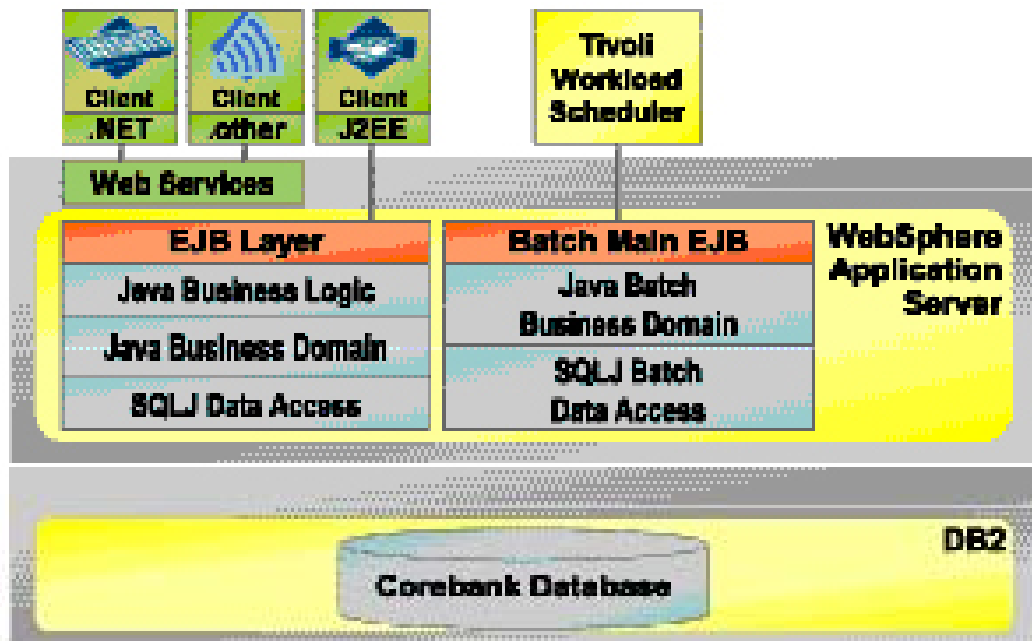 Client
.NET
Client
.other
Client
J2EE
Tivoli
Workload
Scheduler
Web Services
EJB Layer
Java Business Logic
Java Business Domain
SQLJ Data Access
Batch Main EJB
Java Batch
Business Domain
SQLJ Batch
Data Access
WebSphere
Application
Server
DB2
Corebank Database